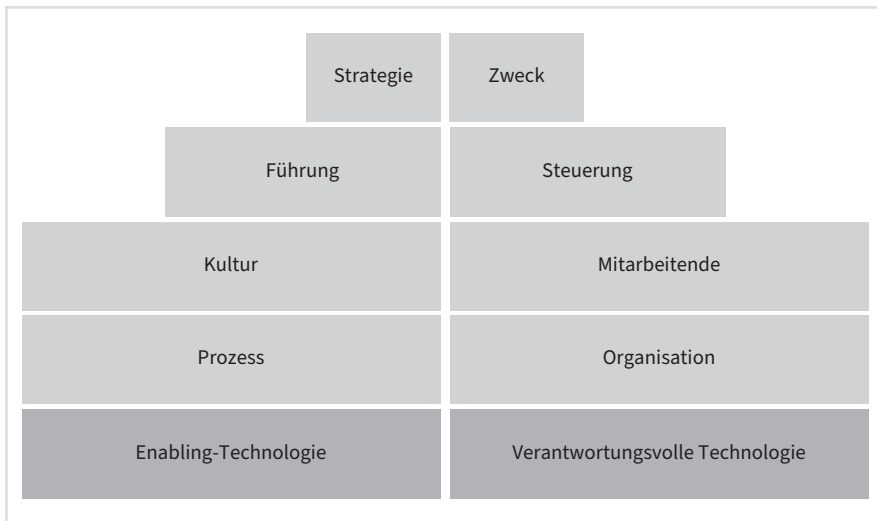 Strategie
Zweck
Führung
Steuerung
Kultur
Mitarbeitende
Prozess
Organisation
Enabling-Technologie
Verantwortungsvolle Technologie